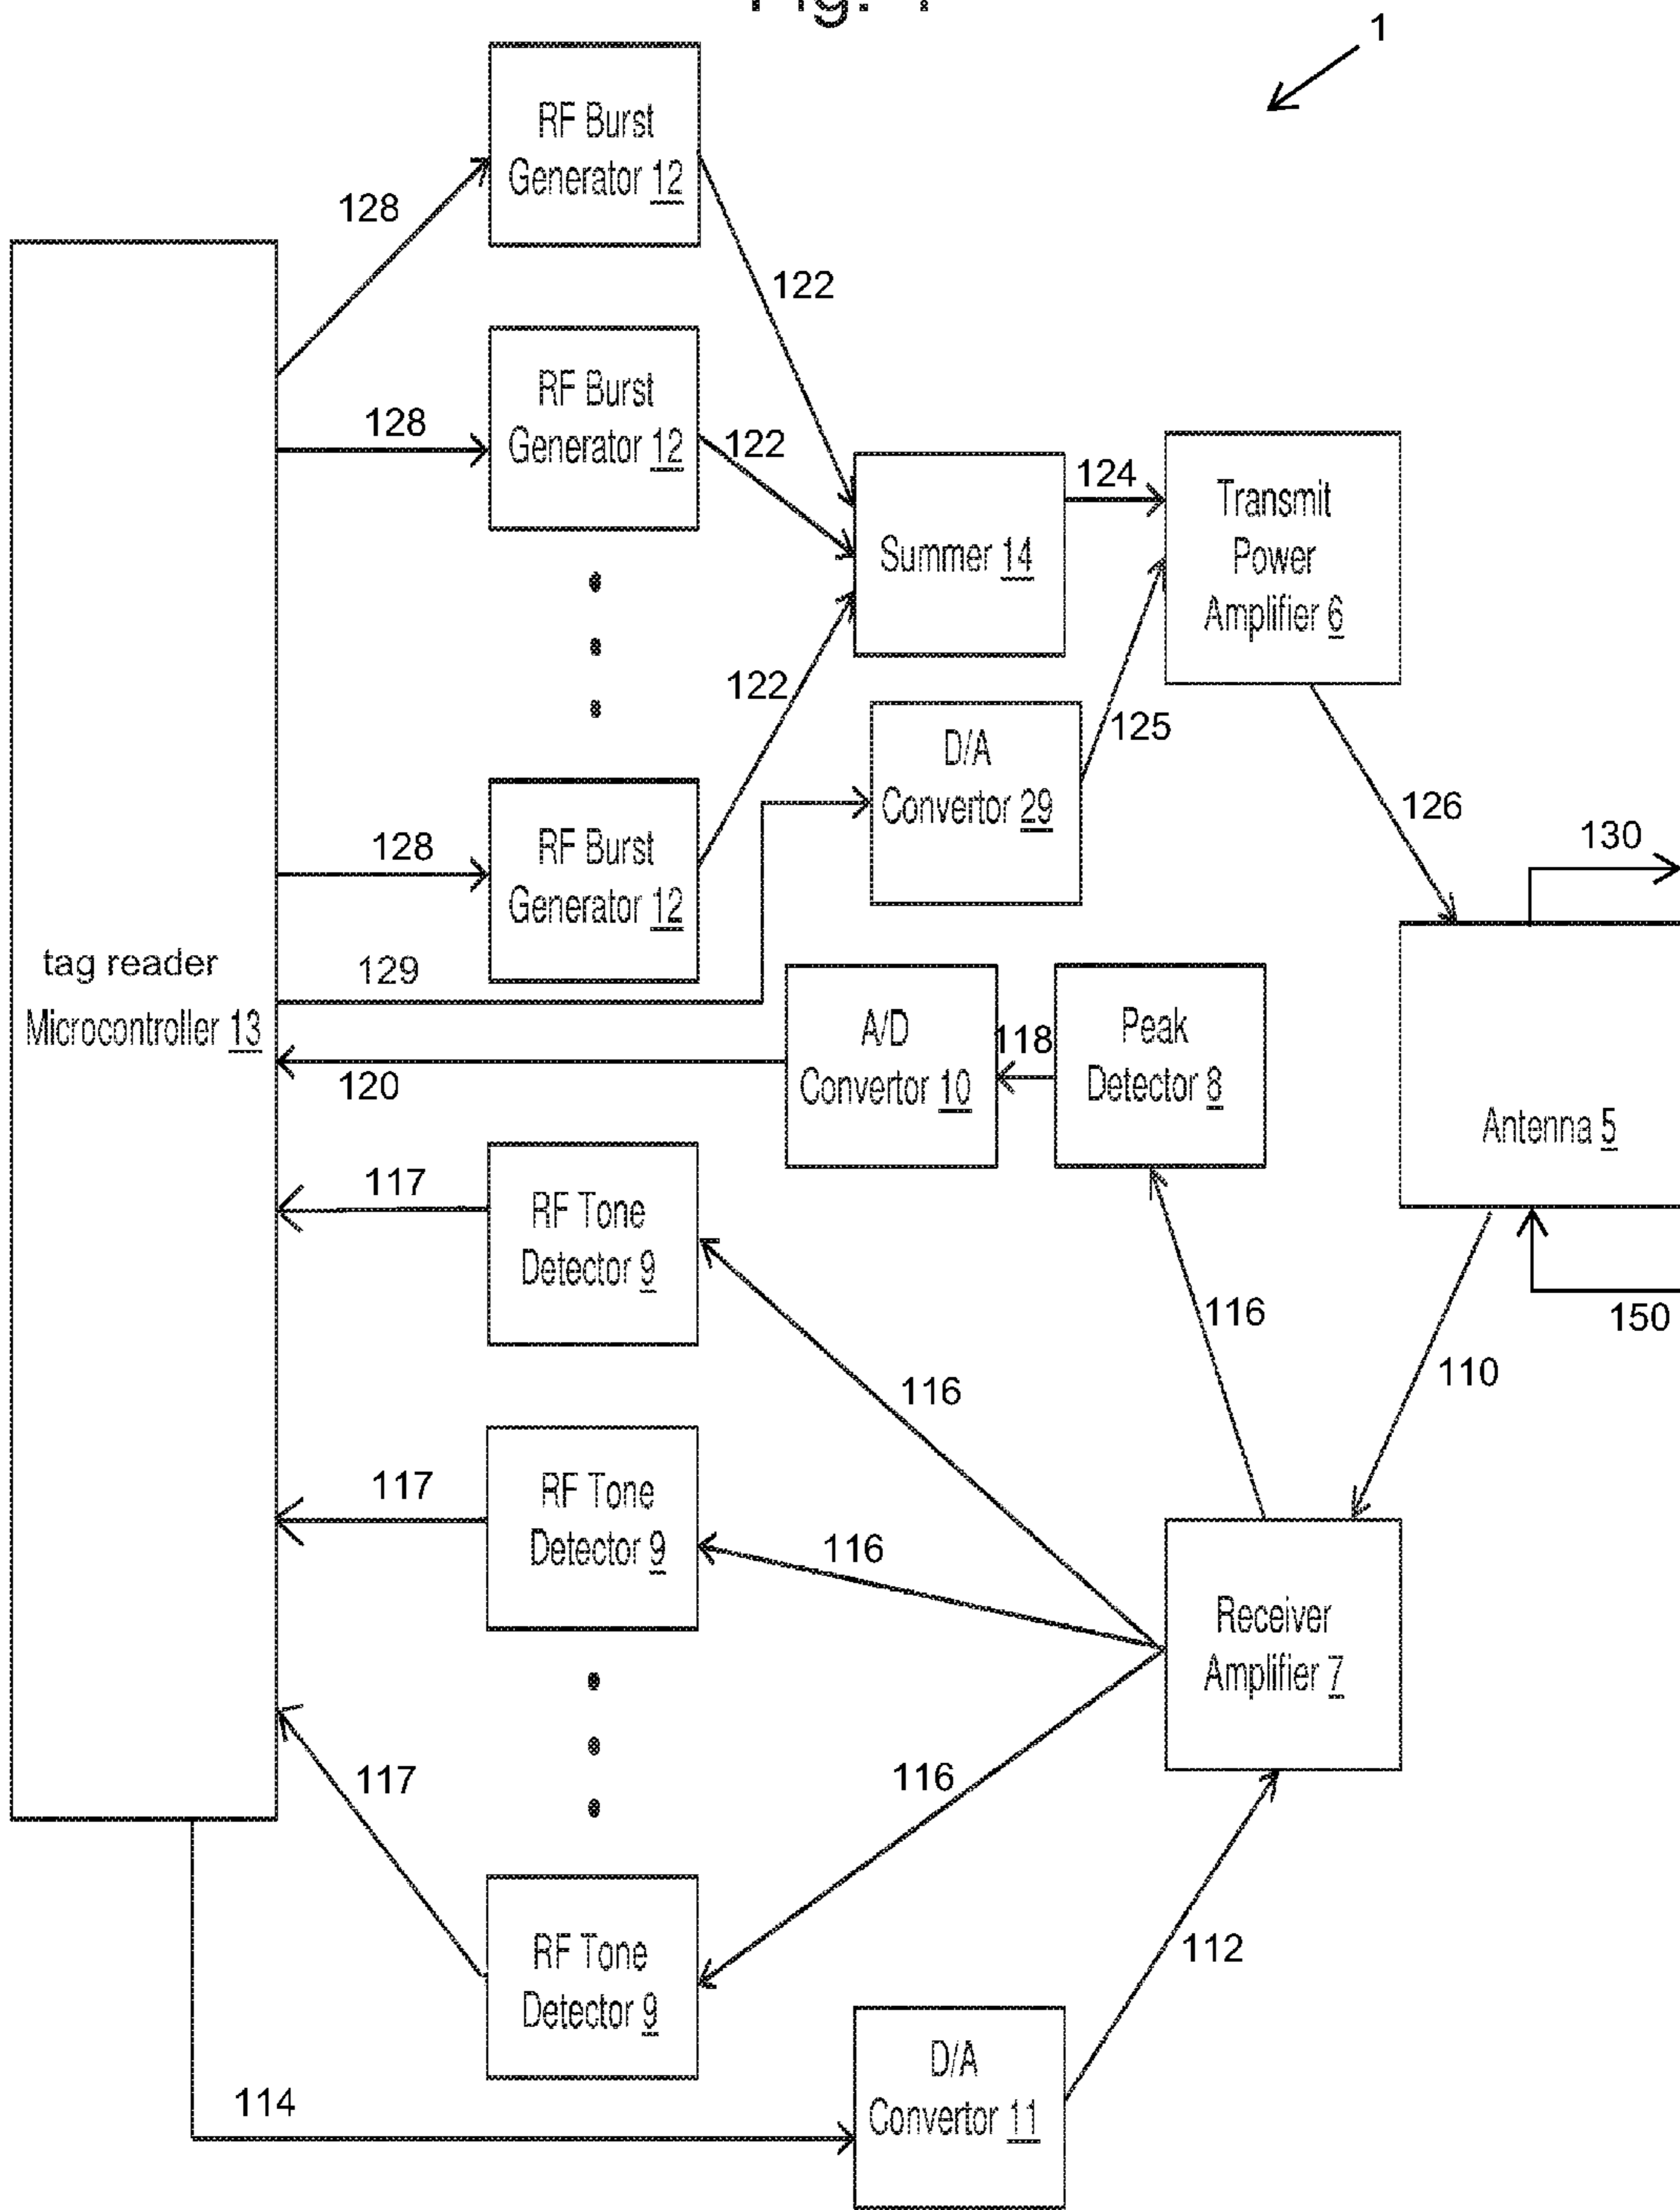 1
RF Burst
Generator 12
128
122
RF Burst
Generator 12
128
122
124
Transmit
Power
Amplifier 6
Summer 14
122
125
D/A
Convertor 29
126
130
128
RF Burst
Generator 12
129
tag reader
Microcontroller 13
120
A/D
Convertor 10
118
Peak
Detector 8
Antenna 5
117
RF Tone
Detector 9
116
150
110
116
117
RF Tone
Detector 9
116
Receiver
Amplifier 7
117
116
RF Tone
Detector 9
112
D/A
Convertor 11
114